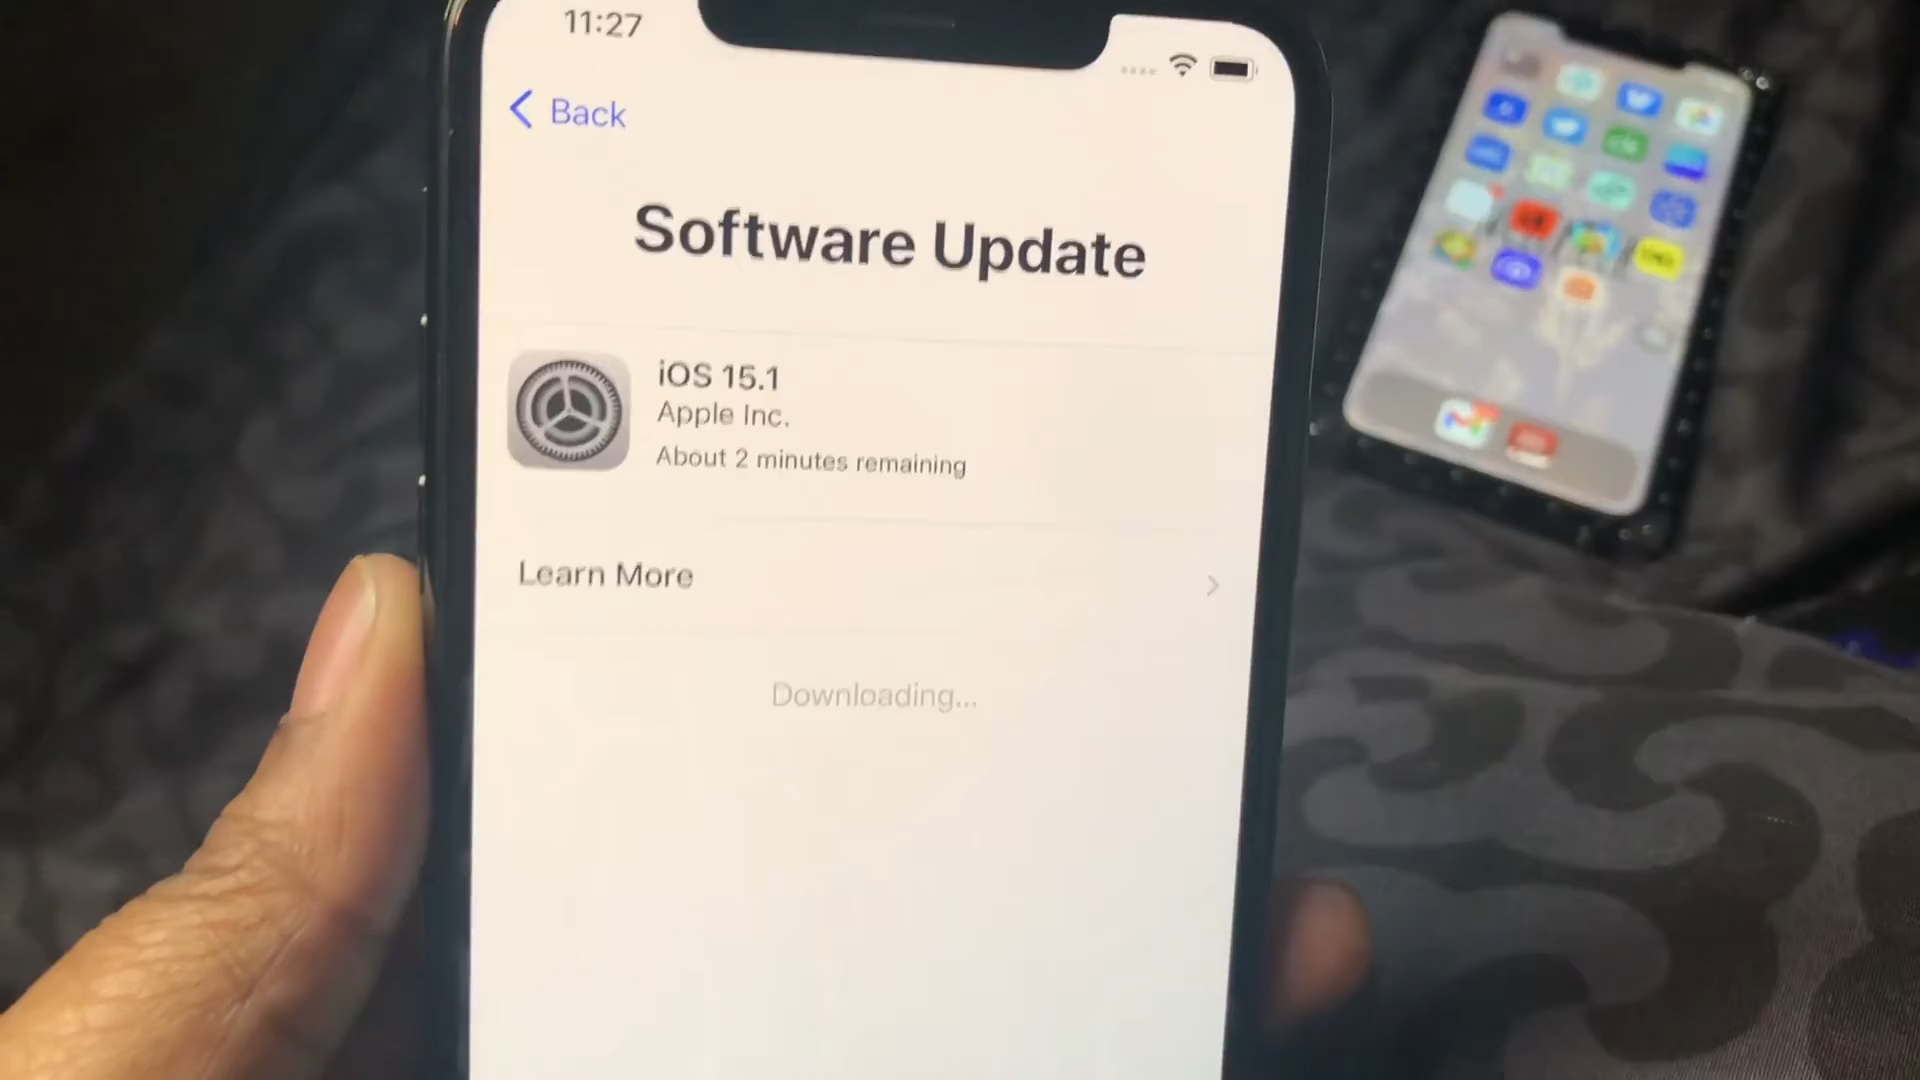 11:27
Back
Software Update
iOS 15.1
Apple Inc.
About 2 minutes remaining
Learn More
Downloading...